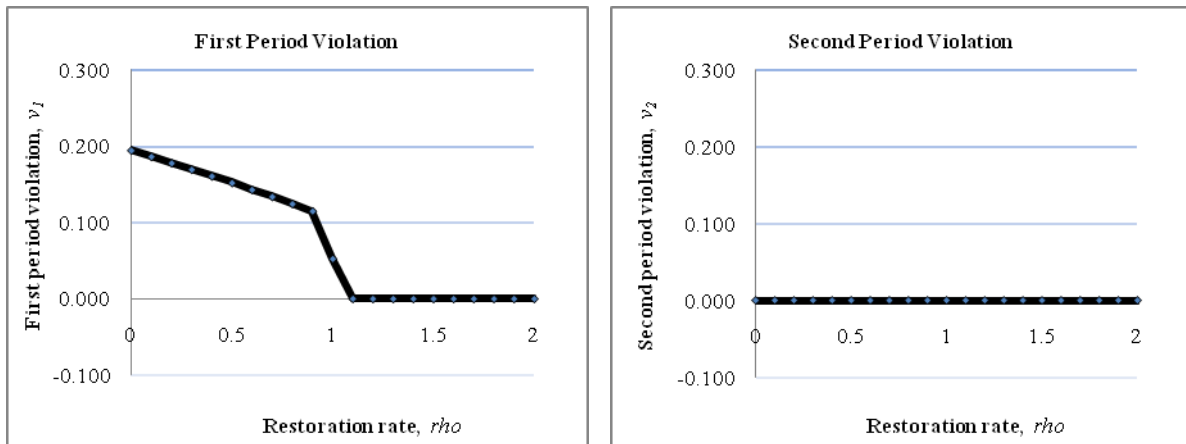 First Period Violation
0.300
0.200
0.100
0.000
-0.100
0 0.5 1 1.5 2
First period violation, v1
Restoration rate, rho
Second Period Violation
0.300
0.200
0.100
0.000
-0.100
0 0.5 1 1.5 2
Second period violation, v2
Restoration rate, rho